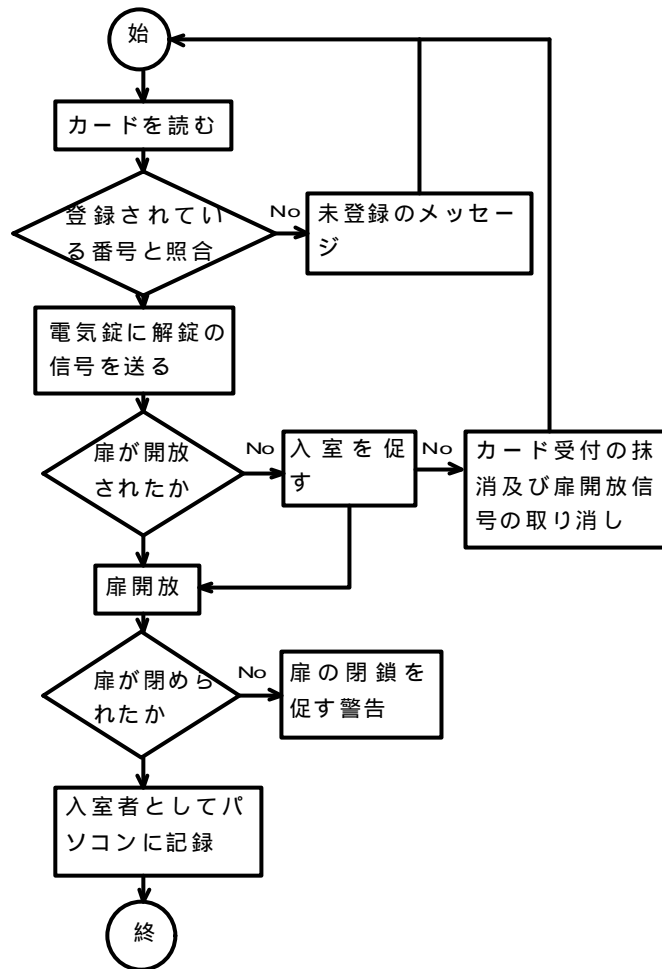 始
カードを読む
登録されてい
る番号と照合
No
未登録のメッセー
ジ
電気錠に解錠の
信号を送る
扉が開放
されたか
No
入室を促
す
No
カード受付の抹
消及び扉開放信
号の取り消し
扉開放
扉が閉めら
れたか
No
扉の閉鎖を
促す警告
入室者としてパ
ソコンに記録
終